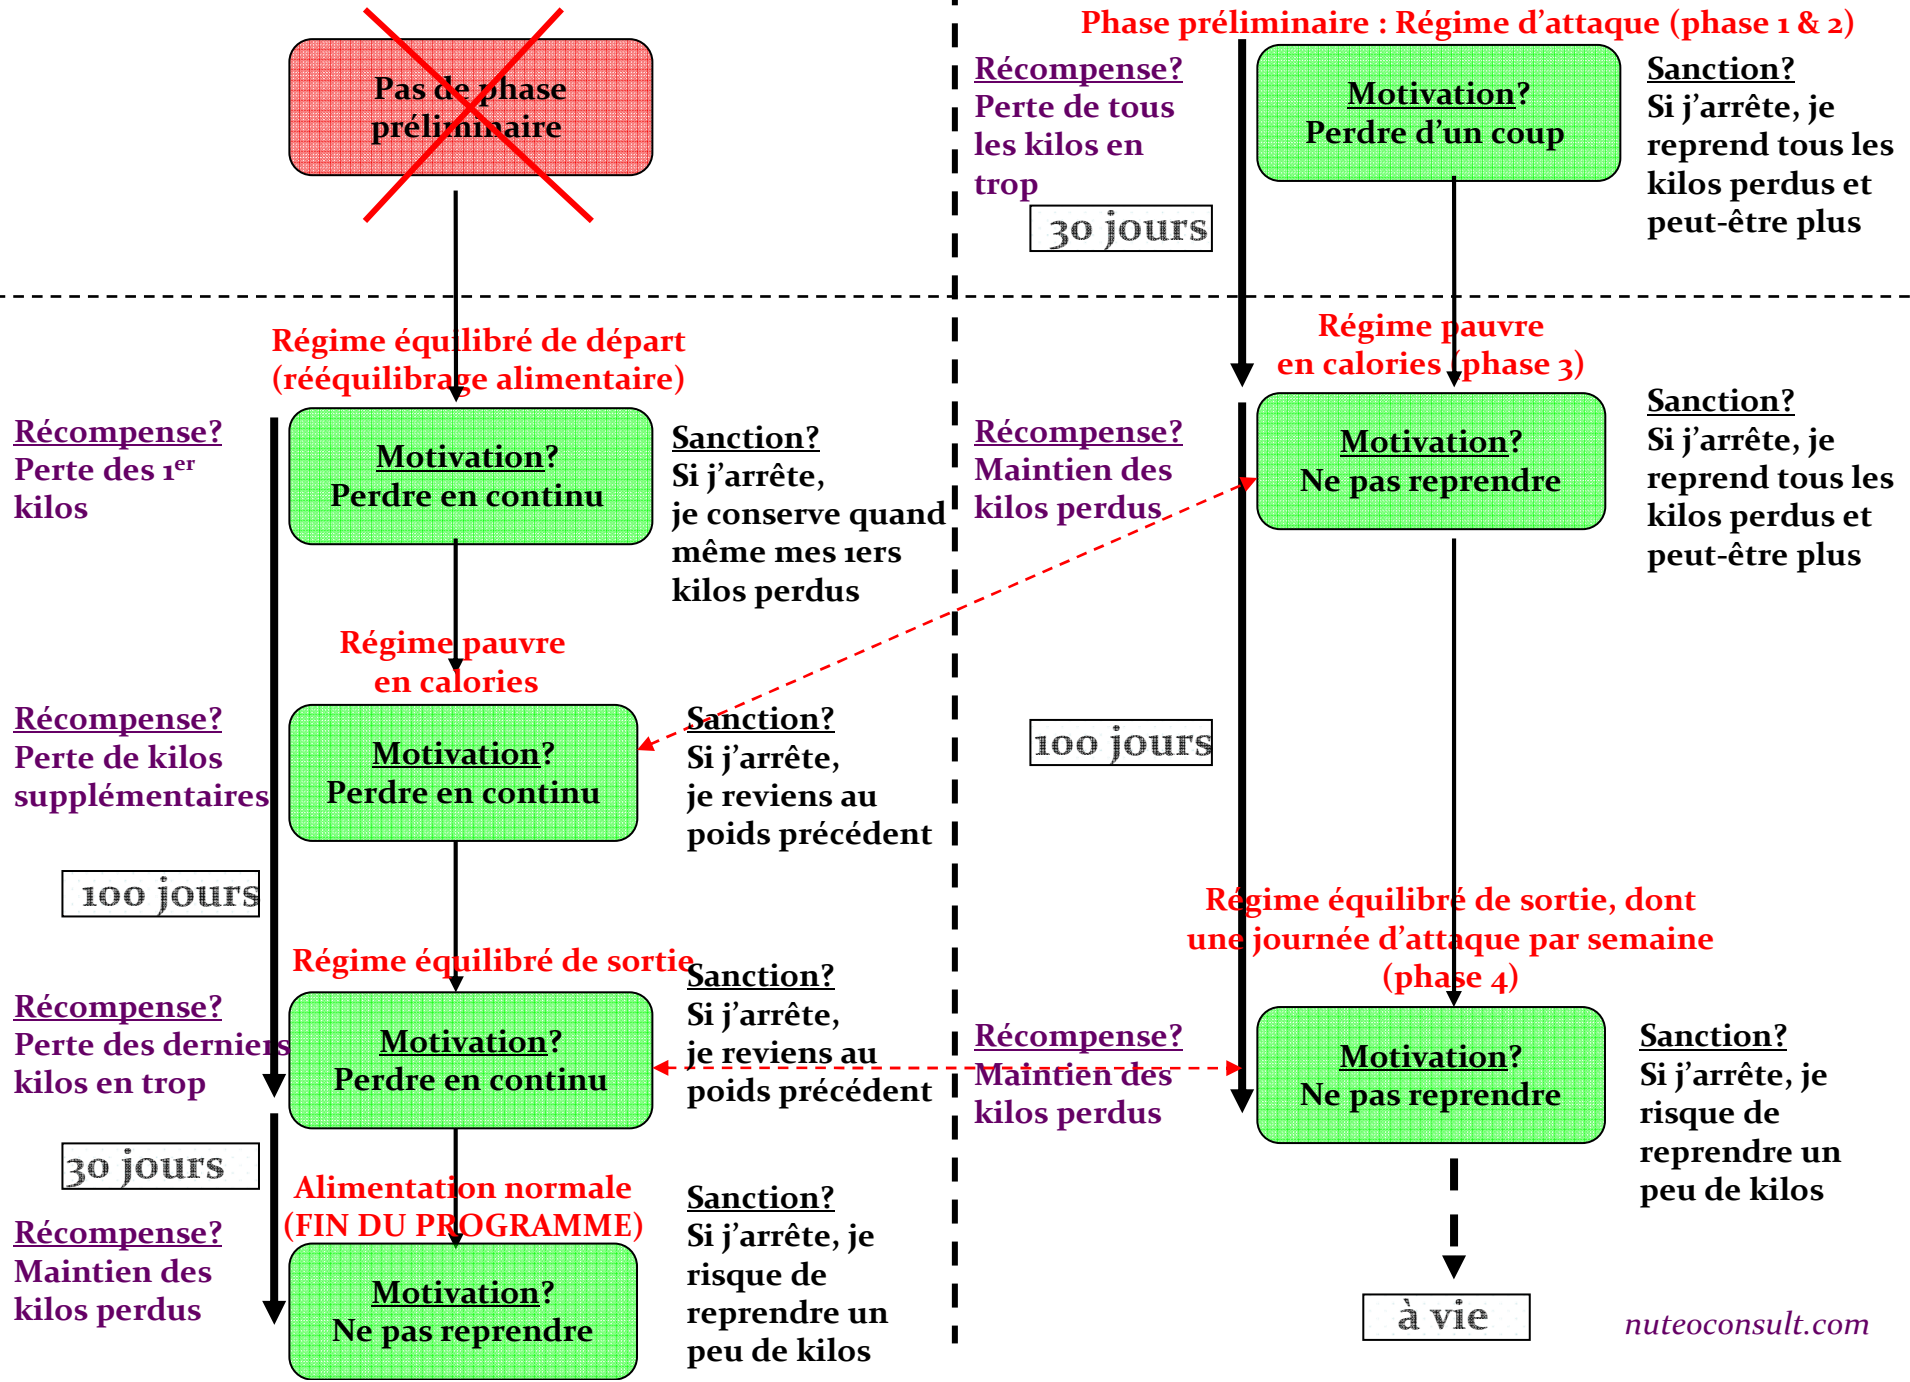 Pas de phase
préliminaire
Régime équilibré de départ
(rééquilibrage alimentaire)
Récompense?
Perte des 1er
kilos
Motivation?
Perdre en continu
Sanction?
Si j’arrête,
je conserve quand
même mes 1ers
kilos perdus
Régime pauvre
en calories
Récompense?
Perte de kilos
supplémentaires
Motivation?
Perdre en continu
Sanction?
Si j’arrête,
je reviens au
poids précédent
100 jours
Régime équilibré de sortie
Récompense?
Perte des derniers
kilos en trop
Motivation?
Perdre en continu
Sanction?
Si j’arrête,
je reviens au
poids précédent
30 jours
Alimentation normale
(FIN DU PROGRAMME)
Récompense?
Maintien des
kilos perdus
Motivation?
Ne pas reprendre
Sanction?
Si j’arrête, je
risque de
reprendre un
peu de kilos
Phase préliminaire : Régime d’attaque (phase 1 & 2)
Récompense?
Perte de tous
les kilos en
trop
Motivation?
Perdre d’un coup
Sanction?
Si j’arrête, je
reprend tous les
kilos perdus et
peut-être plus
30 jours
Régime pauvre
en calories (phase 3)
Récompense?
Maintien des
kilos perdus
Motivation?
Ne pas reprendre
Sanction?
Si j’arrête, je
reprend tous les
kilos perdus et
peut-être plus
100 jours
Régime équilibré de sortie, dont
une journée d’attaque par semaine
(phase 4)
Récompense?
Maintien des
kilos perdus
Motivation?
Ne pas reprendre
Sanction?
Si j’arrête, je
risque de
reprendre un
peu de kilos
à vie
nuteoconsult.com